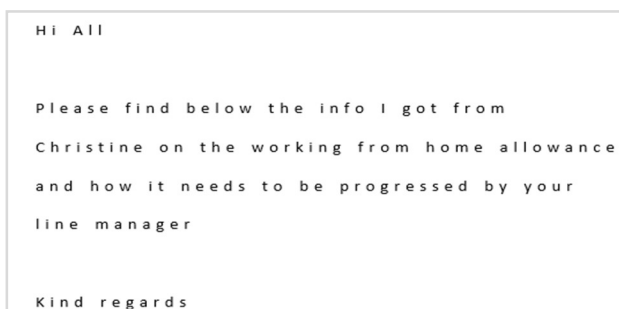 Hi All
Please find below the info I got from
Christine on the working from home allowance
and how it needs to be progressed by your
line manager
Kind regards